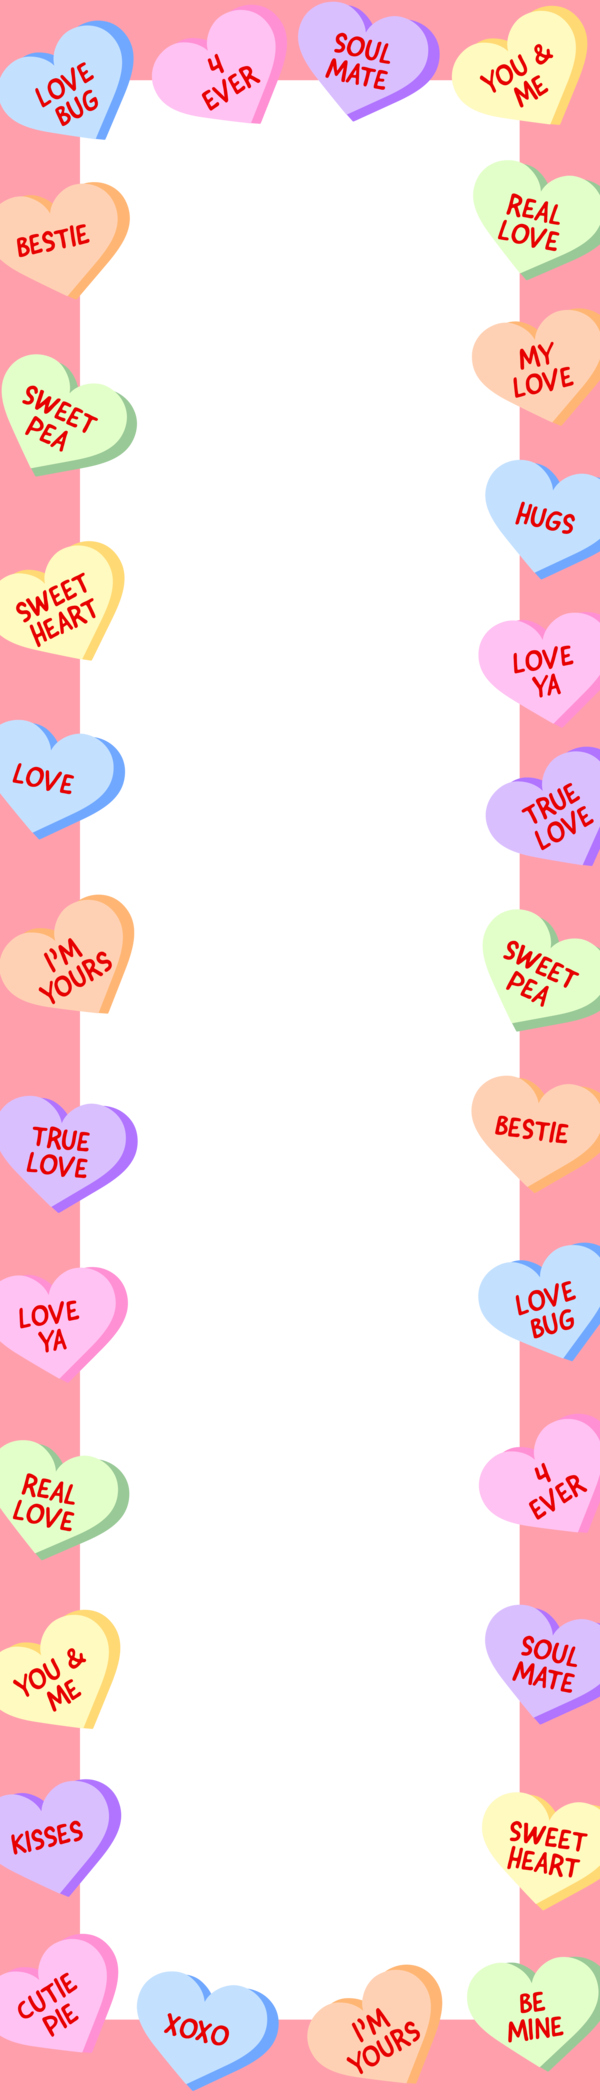 LOVE
BUG
4
EVER
SOUL
MATE
YOU &
ME
BESTIE
REAL
LOVE
MY
LOVE
SWEET
PEA
HUGS
SWEET
HEART
LOVE
YA
LOVE
TRUE
LOVE
I'M
YOURS
SWEET
PEA
TRUE
LOVE
BESTIE
LOVE
YA
LOVE
BUG
REAL
LOVE
4
EVER
YOU &
ME
SOUL
MATE
KISSES
SWEET
HEART
CUTIE
PIE
XOXO
I'M
YOURS
BE
MINE